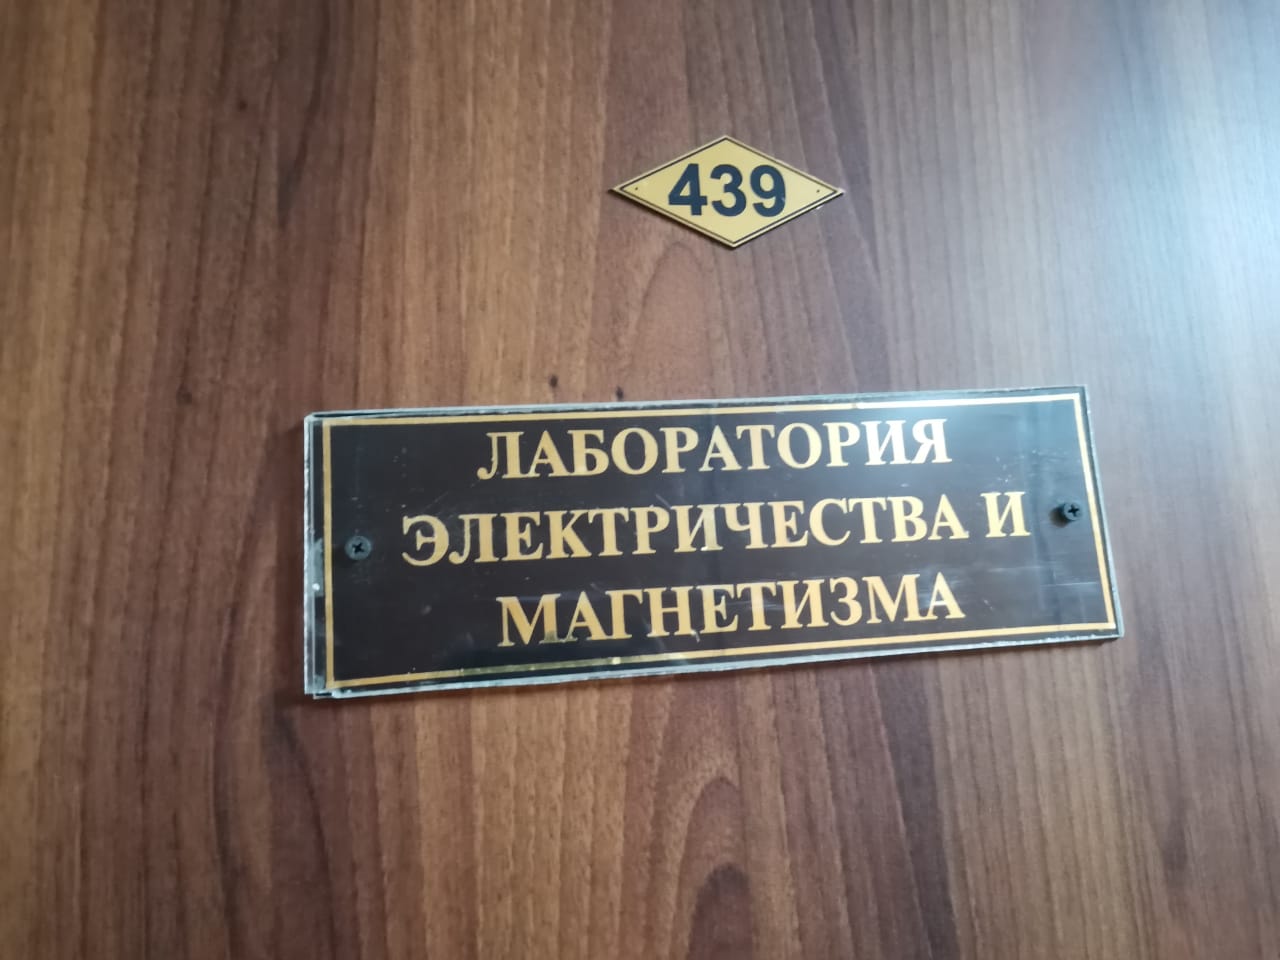 439
ЛАБОРАТОРИЯ
ЭЛЕКТРИЧЕСТВА И
МАГНЕТИЗМА